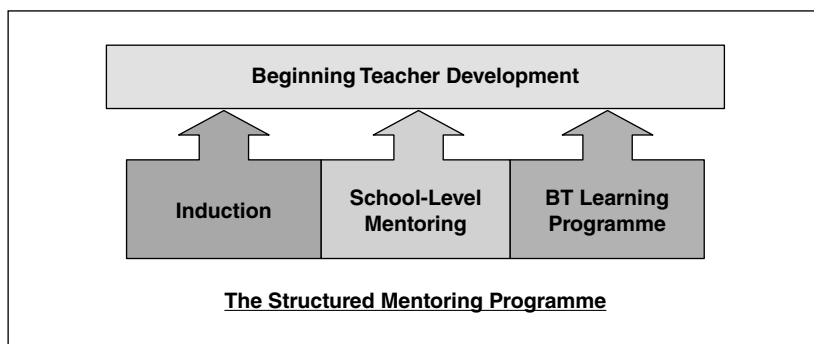 Beginning Teacher Development
Induction
School-Level
Mentoring
BT Learning
Programme
The Structured Mentoring Programme